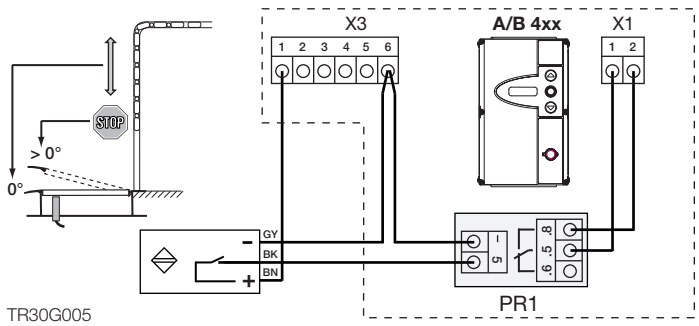 X3
A/B 4xx
X1
1 2 3 4 5 6
1 2
STOP
> 0°
0°
GY
BK
BN
–
+
–
5
.8
.5
.6
PR1
TR30G005